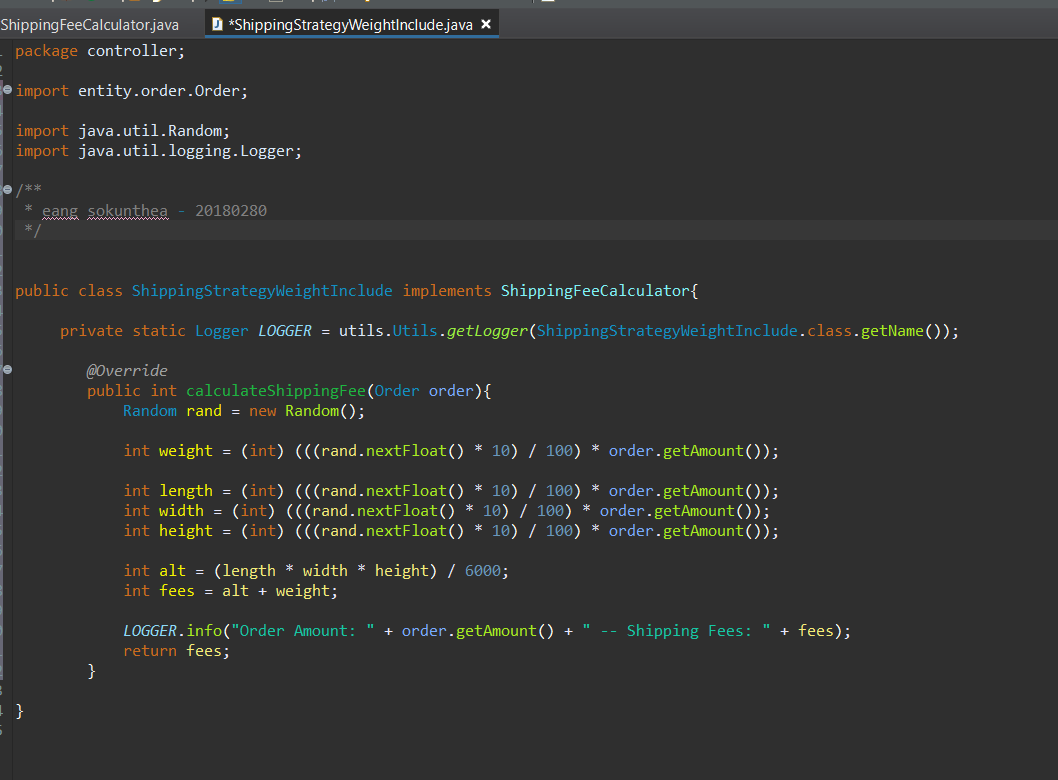 ShippingFeeCalculator.java
*ShippingStrategyWeightInclude.java
package controller;
import entity.order.Order;
import java.util.Random;
import java.util.logging.Logger;
/**
* eang sokunthea - 20180280
*/
public class ShippingStrategyWeightInclude implements ShippingFeeCalculator{
private static Logger LOGGER = utils.Utils.getLogger(ShippingStrategyWeightInclude.class.getName());
@Override
public int calculateShippingFee(Order order){
Random rand = new Random();
int weight = (int) (((rand.nextFloat() * 10) / 100) * order.getAmount());
int length = (int) (((rand.nextFloat() * 10) / 100) * order.getAmount());
int width = (int) (((rand.nextFloat() * 10) / 100) * order.getAmount());
int height = (int) (((rand.nextFloat() * 10) / 100) * order.getAmount());
int alt = (length * width * height) / 6000;
int fees = alt + weight;
LOGGER.info("Order Amount: " + order.getAmount() + " -- Shipping Fees: " + fees);
return fees;
}
}